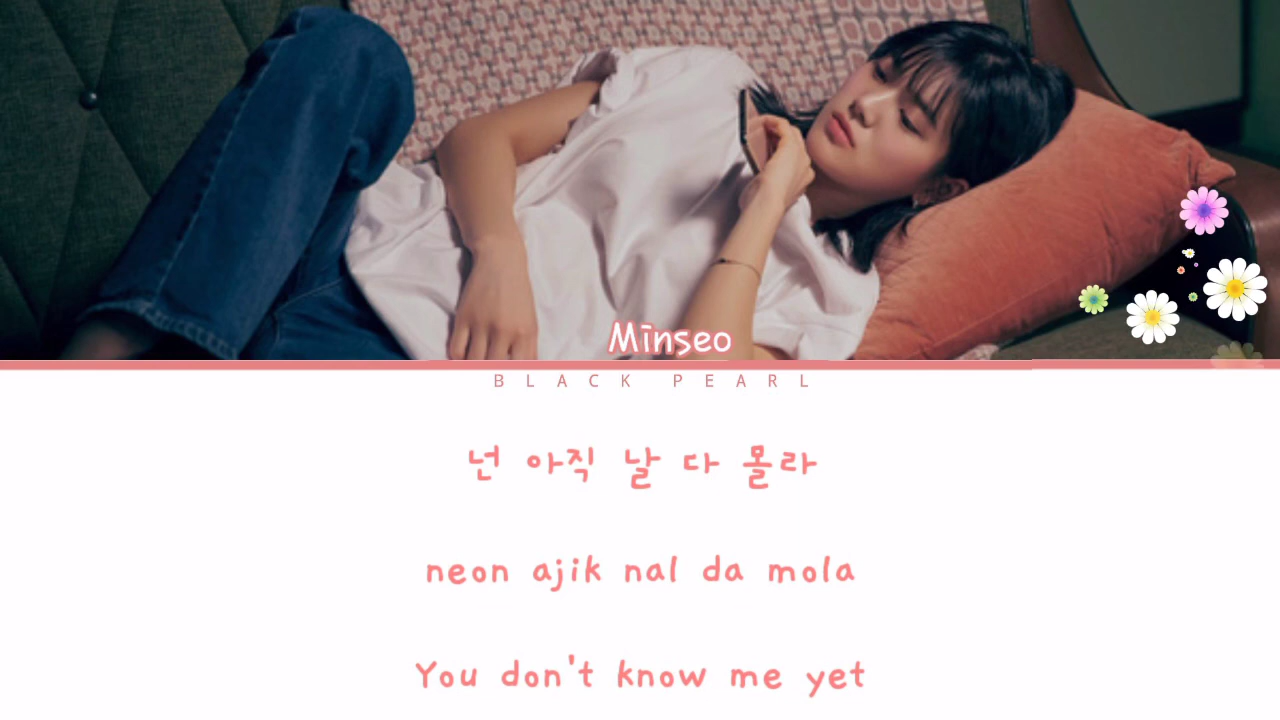 Minseo
BLACK PEARL
넌 아직 날 다 몰라
neon ajik nal da mola
You don't know me yet